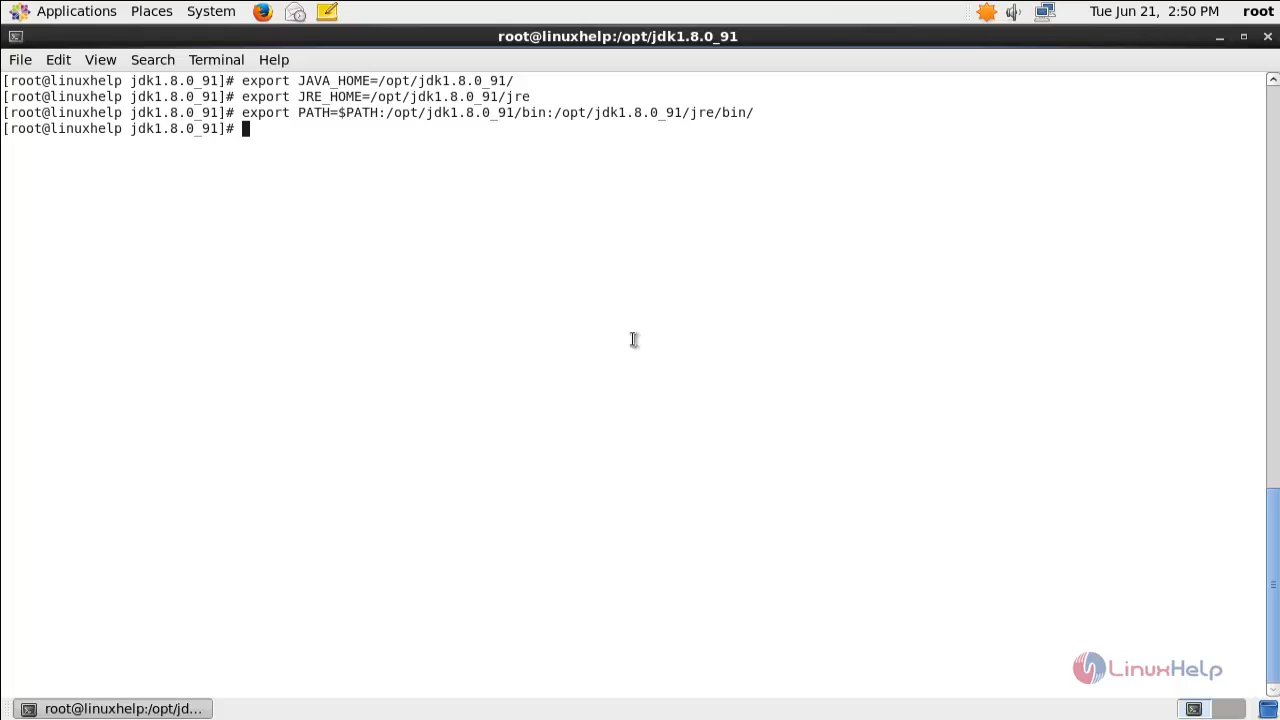 Applications Places System Tue Jun 21, 2:50 PM root
root@linuxhelp:/opt/jdk1.8.0_91
File Edit View Search Terminal Help
[root@linuxhelp jdk1.8.0_91]# export JAVA_HOME=/opt/jdk1.8.0_91/
[root@linuxhelp jdk1.8.0_91]# export JRE_HOME=/opt/jdk1.8.0_91/jre
[root@linuxhelp jdk1.8.0_91]# export PATH=$PATH:/opt/jdk1.8.0_91/bin:/opt/jdk1.8.0_91/jre/bin/
[root@linuxhelp jdk1.8.0_91]#
LinuxHelp
root@linuxhelp:/opt/jd...